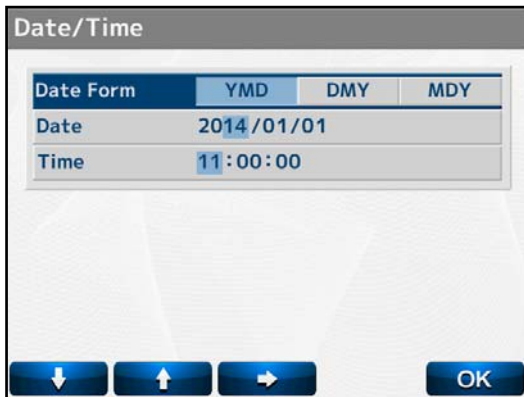 Date/Time
Date Form YMD DMY MDY
Date 2014/01/01
Time 11:00:00
OK